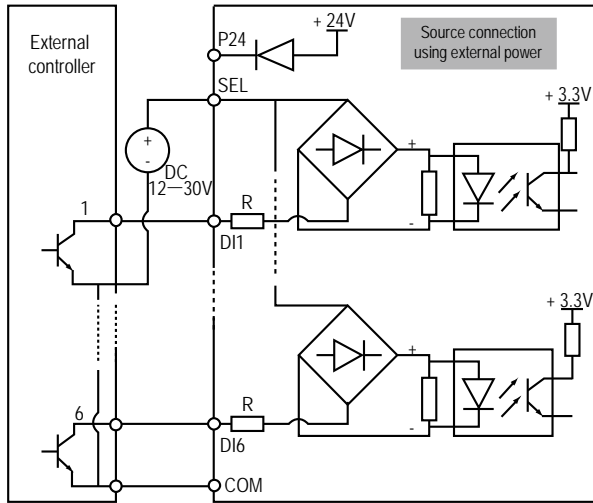 External
controller
P24
+ 24V
Source connection
using external power
SEL
+
-
DC
12—30V
+ 3.3V
+
-
1
R
DI1
+ 3.3V
+
-
6
R
DI6
COM